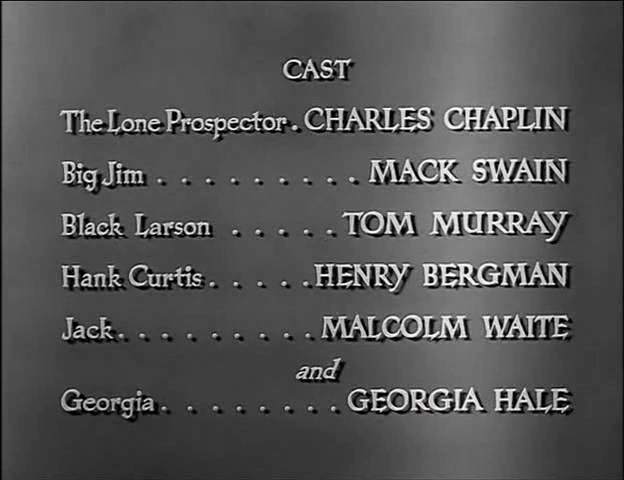 CAST
The Lone Prospector . CHARLES CHAPLIN
Big Jim . . . . . . . . . MACK SWAIN
Black Larson . . . . . TOM MURRAY
Hank Curtis . . . . . HENRY BERGMAN
Jack . . . . . . . . . MALCOLM WAITE
and
Georgia . . . . . . . . GEORGIA HALE